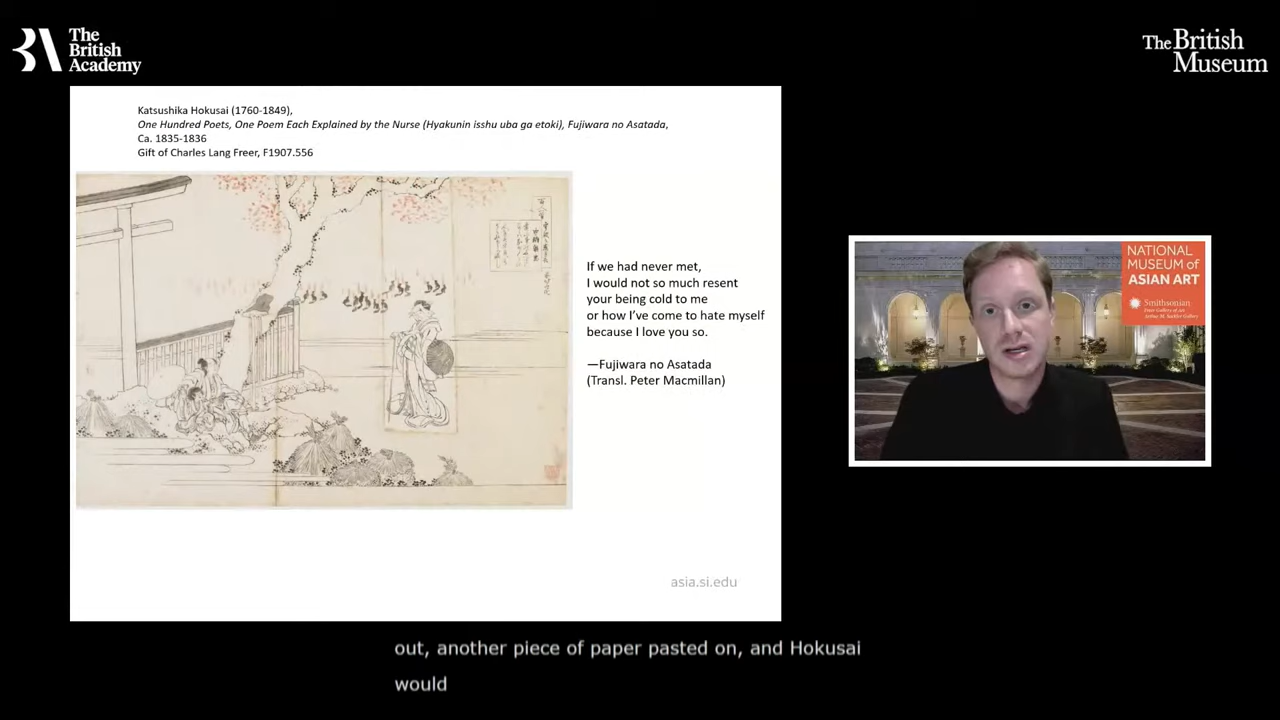 The
British
Academy
The British
Museum
Katsushika Hokusai (1760-1849),
One Hundred Poets, One Poem Each Explained by the Nurse (Hyakunin isshu uba ga etoki), Fujiwara no Asatada,
Ca. 1835-1836
Gift of Charles Lang Freer, F1907.556
If we had never met,
I would not so much resent
your being cold to me
or how I've come to hate myself
because I love you so.
—Fujiwara no Asatada
(Transl. Peter Macmillan)
asia.si.edu
NATIONAL
MUSEUM of
ASIAN ART
Smithsonian
Freer Gallery of Art
Arthur M. Sackler Gallery
out, another piece of paper pasted on, and Hokusai
would